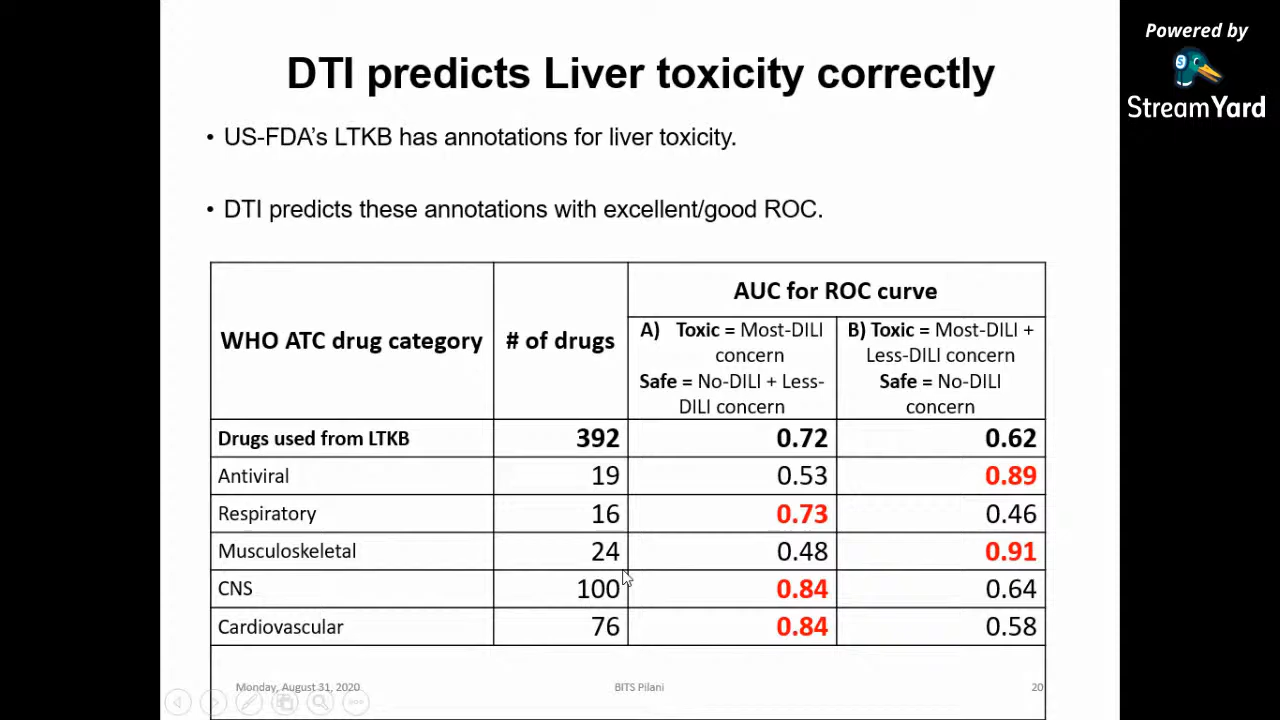 Powered by
StreamYard
DTI predicts Liver toxicity correctly
• US-FDA's LTKB has annotations for liver toxicity.
• DTI predicts these annotations with excellent/good ROC.
WHO ATC drug category
# of drugs
AUC for ROC curve
A) Toxic = Most-DILI
concern
Safe = No-DILI + Less-
DILI concern
B) Toxic = Most-DILI +
Less-DILI concern
Safe = No-DILI
concern
Drugs used from LTKB 392 0.72 0.62
Antiviral 19 0.53 0.89
Respiratory 16 0.73 0.46
Musculoskeletal 24 0.48 0.91
CNS 100 0.84 0.64
Cardiovascular 76 0.84 0.58
Monday, August 31, 2020 BITS Pilani 20